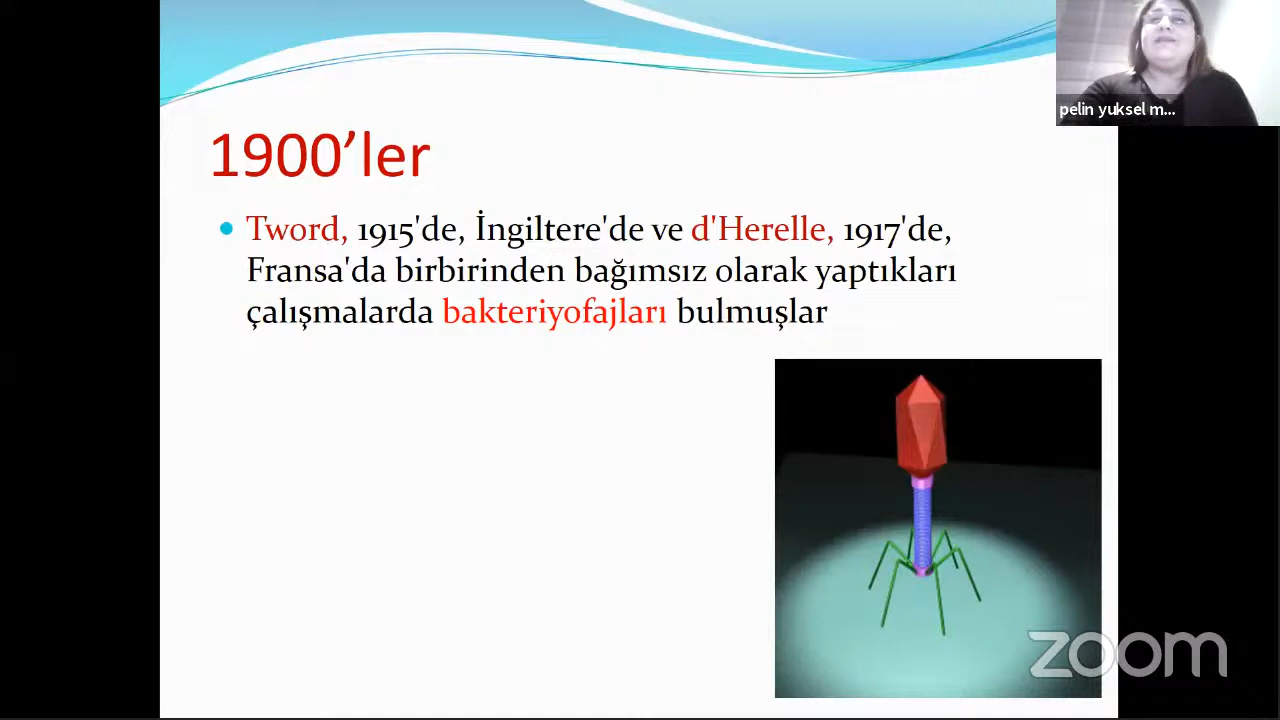 pelin yuksel m...
1900’ler
Tword, 1915'de, İngiltere'de ve d'Herelle, 1917'de,
Fransa'da birbirinden bağımsız olarak yaptıkları
çalışmalarda bakteriyofajları bulmuşlar
zoom